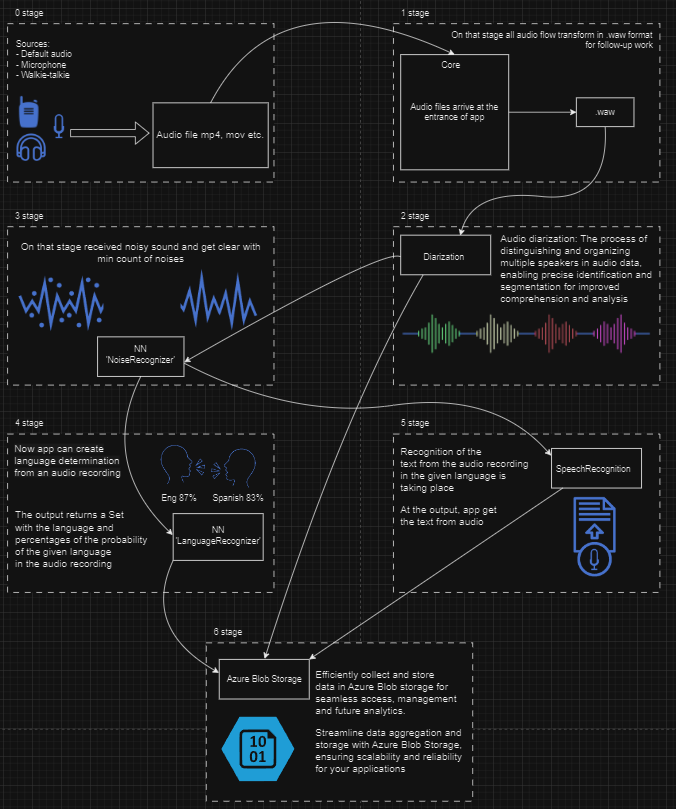 0 stage
Sources:
- Default audio
- Microphone
- Walkie-talkie
Audio file mp4, mov etc.
1 stage
On that stage all audio flow transform in .waw format
for follow-up work
Core
Audio files arrive at the
entrance of app
.waw
3 stage
On that stage received noisy sound and get clear with
min count of noises
NN
'NoiseRecognizer'
2 stage
Diarization
Audio diarization: The process of
distinguishing and organizing
multiple speakers in audio data,
enabling precise identification and
segmentation for improved
comprehension and analysis
4 stage
Now app can create
language determination
from an audio recording
Eng 87%
Spanish 83%
The output returns a Set
with the language and
percentages of the probability
of the given language
in the audio recording
NN
'LanguageRecognizer'
5 stage
Recognition of the
text from the audio recording
in the given language is
taking place
At the output, app get
the text from audio
SpeechRecognition
6 stage
Azure Blob Storage
Efficiently collect and store
data in Azure Blob storage for
seamless access, management
and future analytics.
Streamline data aggregation and
storage with Azure Blob Storage,
ensuring scalability and reliability
for your applications
10
01